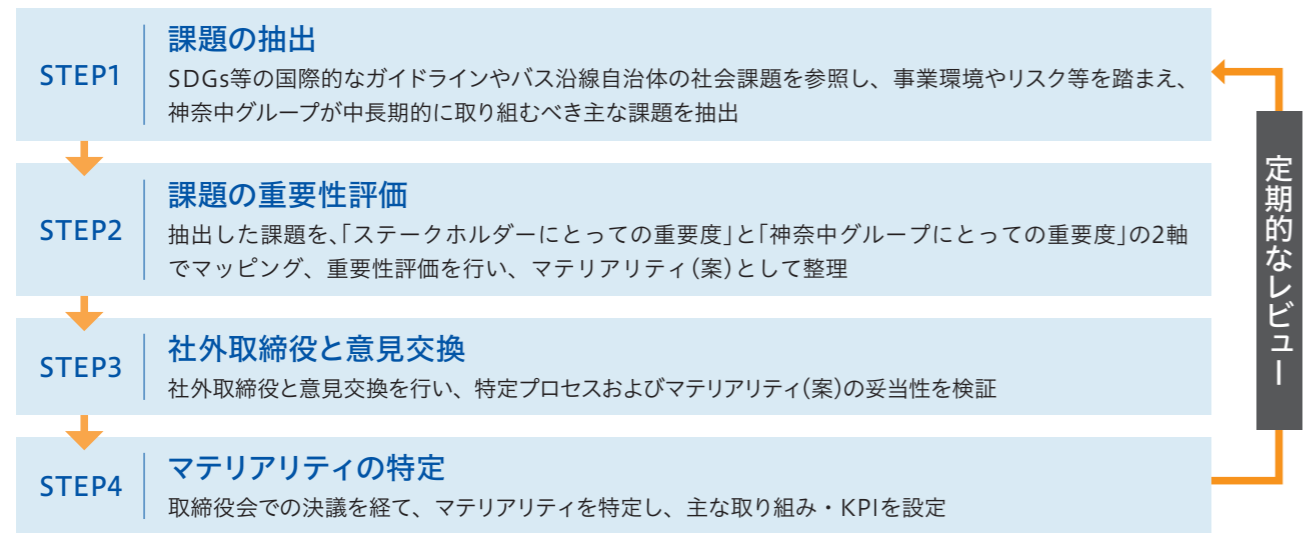 STEP1
課題の抽出
SDGs等の国際的なガイドラインやバス沿線自治体の社会課題を参照し、事業環境やリスク等を踏まえ、
神奈中グループが中長期的に取り組むべき主な課題を抽出
STEP2
課題の重要性評価
抽出した課題を、「ステークホルダーにとっての重要度」と「神奈中グループにとっての重要度」の2軸
でマッピング、重要性評価を行い、マテリアリティ(案)として整理
STEP3
社外取締役と意見交換
社外取締役と意見交換を行い、特定プロセスおよびマテリアリティ(案)の妥当性を検証
STEP4
マテリアリティの特定
取締役会での決議を経て、マテリアリティを特定し、主な取り組み・KPIを設定
定期的なレビュー